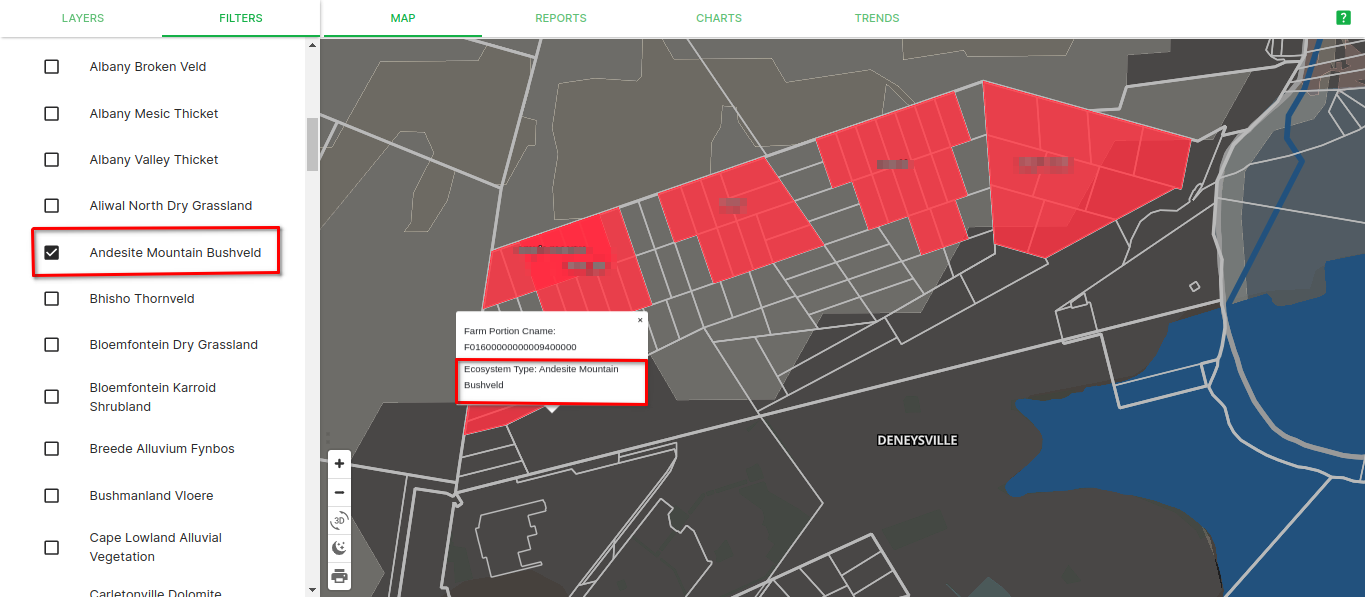 LAYERS
FILTERS
MAP
REPORTS
CHARTS
TRENDS
?
Albany Broken Veld
Albany Mesic Thicket
Albany Valley Thicket
Aliwal North Dry Grassland
Andesite Mountain Bushveld
Bhisho Thornveld
Bloemfontein Dry Grassland
Bloemfontein Karroid
Shrubland
Breede Alluvium Fynbos
Bushmanland Vloere
Cape Lowland Alluvial
Vegetation
Carletonville Dolomite
×
Farm Portion Cname:
F01600000000009400000
Ecosystem Type: Andesite Mountain
Bushveld
DENEYSVILLE
+
−
3D